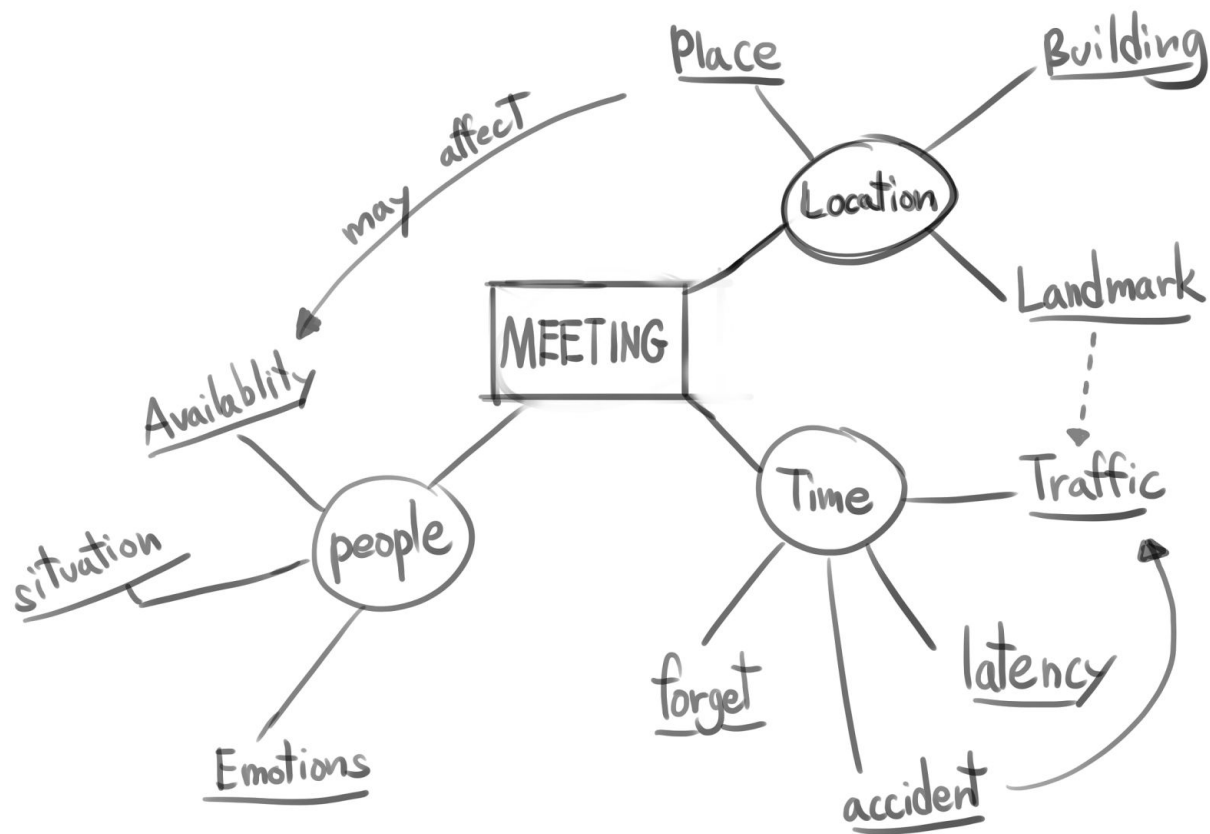 Place
Building
may affect
Location
Landmark
MEETING
Availablity
Time
Traffic
people
situation
forget
latency
Emotions
accident